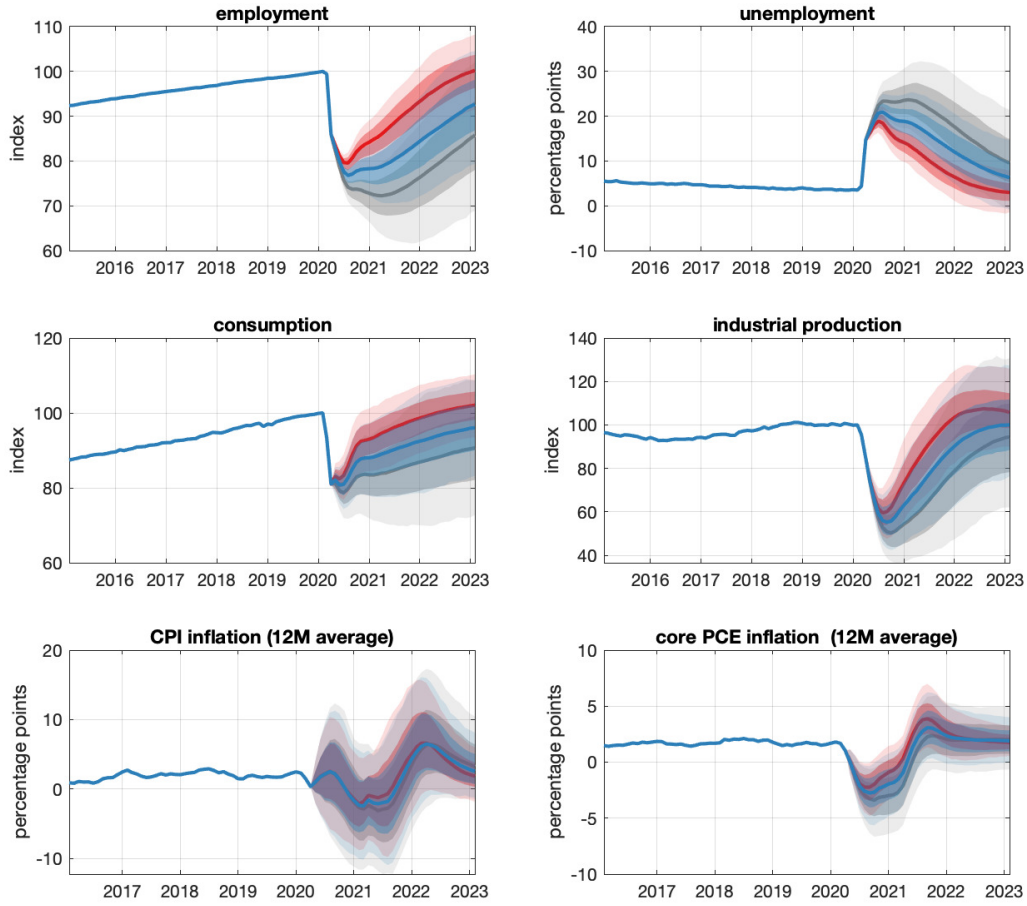 employment
110
100
90
80
70
60
index
2016 2017 2018 2019 2020 2021 2022 2023
unemployment
40
30
20
10
0
-10
percentage points
2016 2017 2018 2019 2020 2021 2022 2023
consumption
120
100
80
60
index
2016 2017 2018 2019 2020 2021 2022 2023
industrial production
140
120
100
80
60
40
index
2016 2017 2018 2019 2020 2021 2022 2023
CPI inflation (12M average)
20
10
0
-10
percentage points
2017 2018 2019 2020 2021 2022 2023
core PCE inflation (12M average)
10
5
0
-5
-10
percentage points
2017 2018 2019 2020 2021 2022 2023